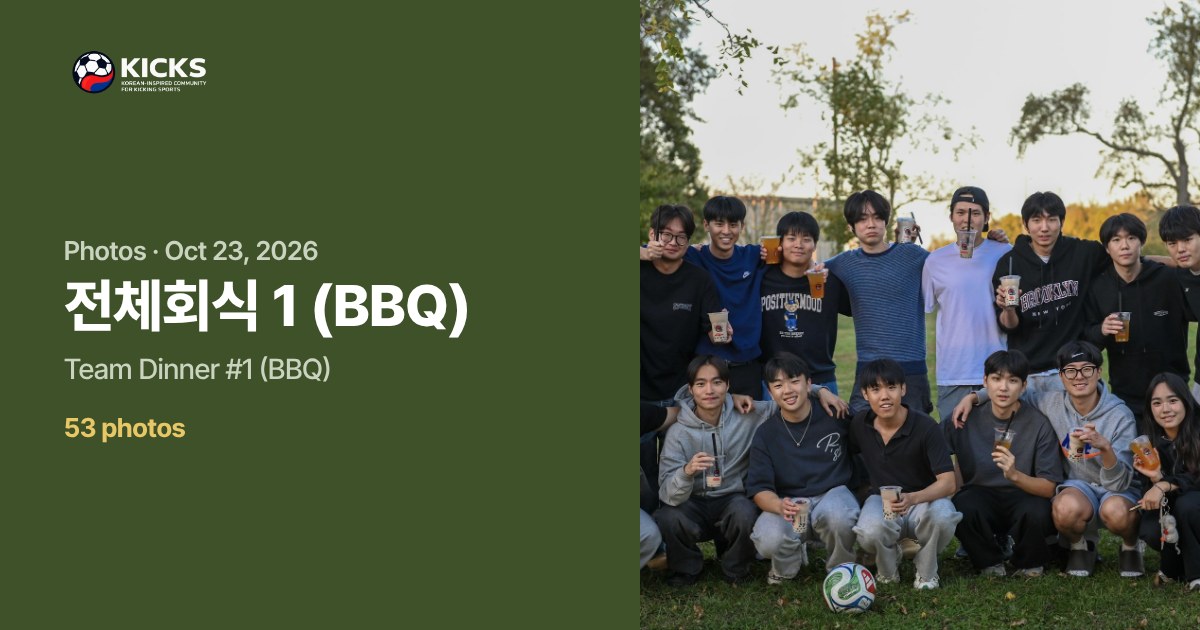 KICKS
KOREAN-INSPIRED COMMUNITY
FOR KICKING SPORTS
Photos · Oct 23, 2026
전체회식 1 (BBQ)
Team Dinner #1 (BBQ)
53 photos
POSITIVEMOOD
BROOKLYN
NEW YORK